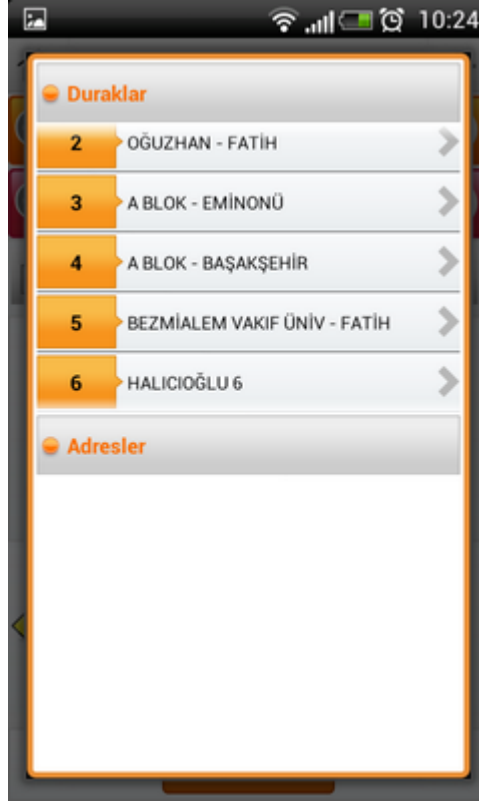 10:24
Duraklar
2 OĞUZHAN - FATİH
3 A BLOK - EMİNONÜ
4 A BLOK - BAŞAKŞEHİR
5 BEZMİALEM VAKIF ÜNİV - FATİH
6 HALICIOĞLU 6
Adresler